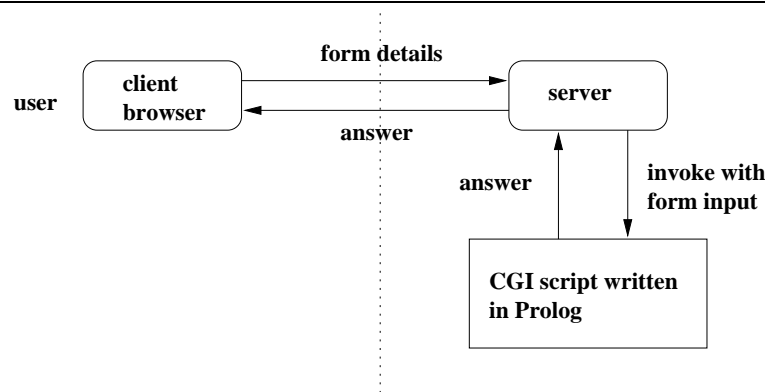 form details
client
browser
user
server
answer
answer
invoke with
form input
CGI script written
in Prolog